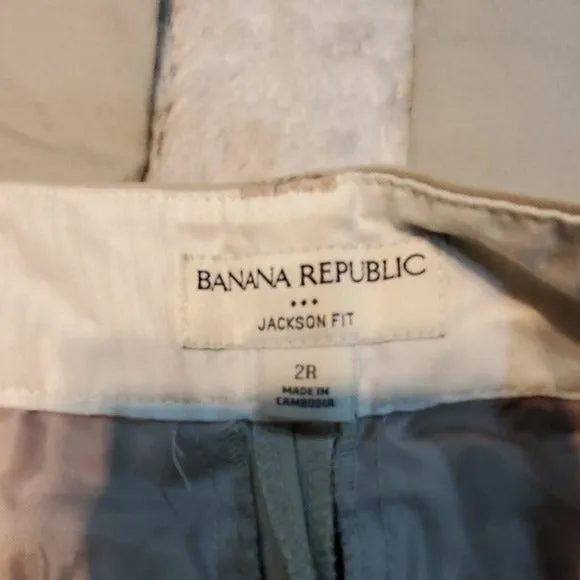 BANANA REPUBLIC
JACKSON FIT
2R
MADE IN
CAMBODIA